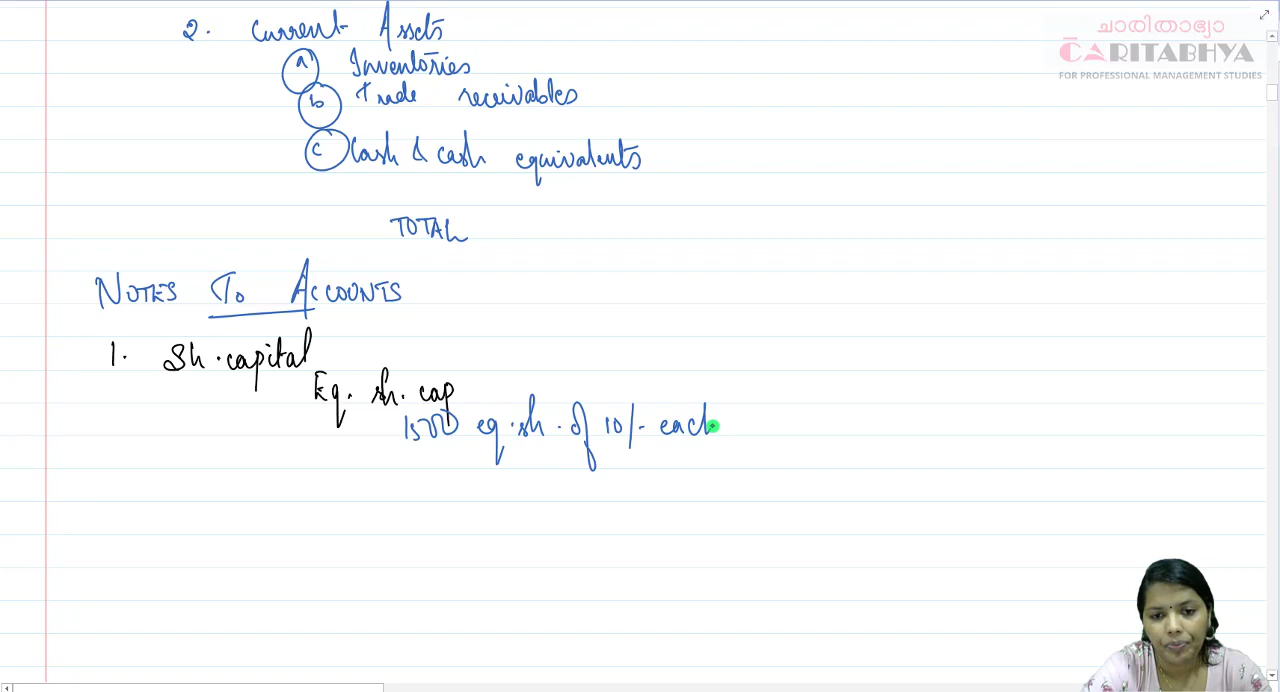 2. Current Assets
ചാരിതാഭ്യാ
CARITABHYA
FOR PROFESSIONAL MANAGEMENT STUDIES
a Inventories
b Trade receivables
c Cash & cash equivalents
TOTAL
NOTES TO ACCOUNTS
1. Sh. capital
Eq. sh. cap
1500 eq. sh. of 10/- each